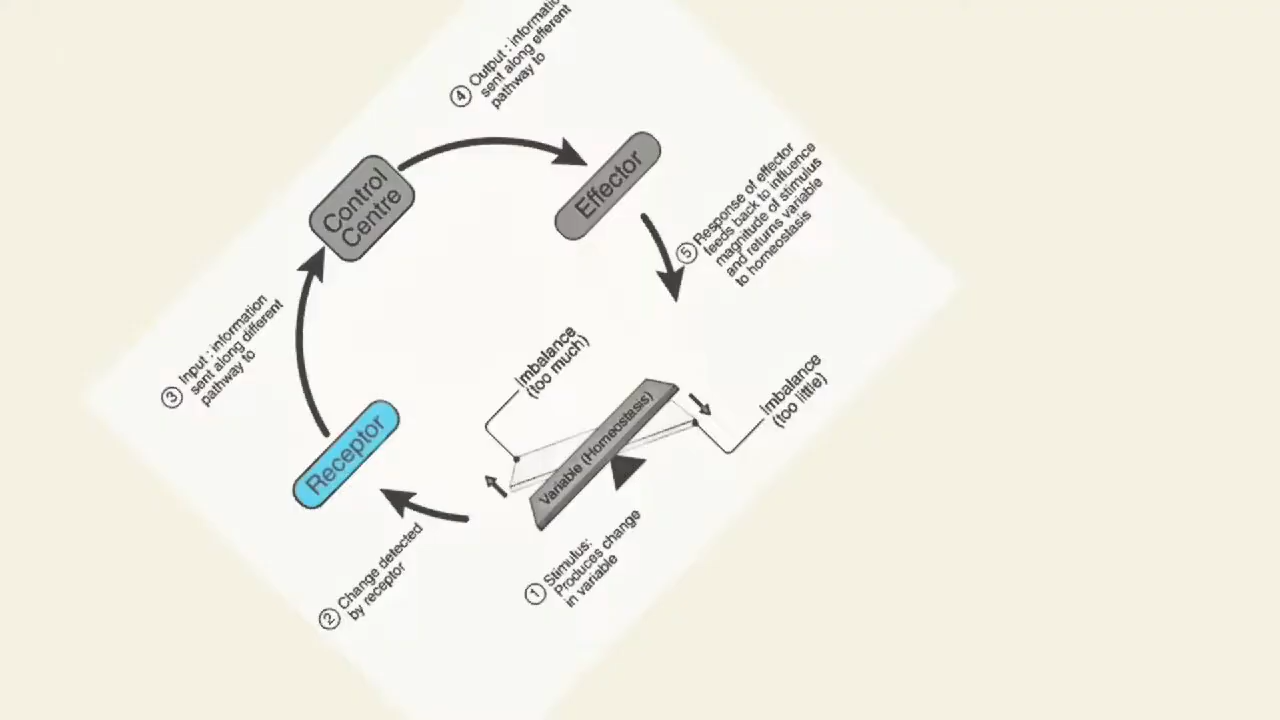 ④ Output : informatio
sent along efferent
pathway to
Control
Centre
Effector
⑤ Response of effector
feeds back to influence
magnitude of stimulus
and returns variable
to homeostasis
③ Input : information
sent along different
pathway to
Imbalance
(too much)
Imbalance
(too little)
Receptor
Variable (Homeostasis)
① Stimulus:
Produces change
in variable
② Change detected
by receptor